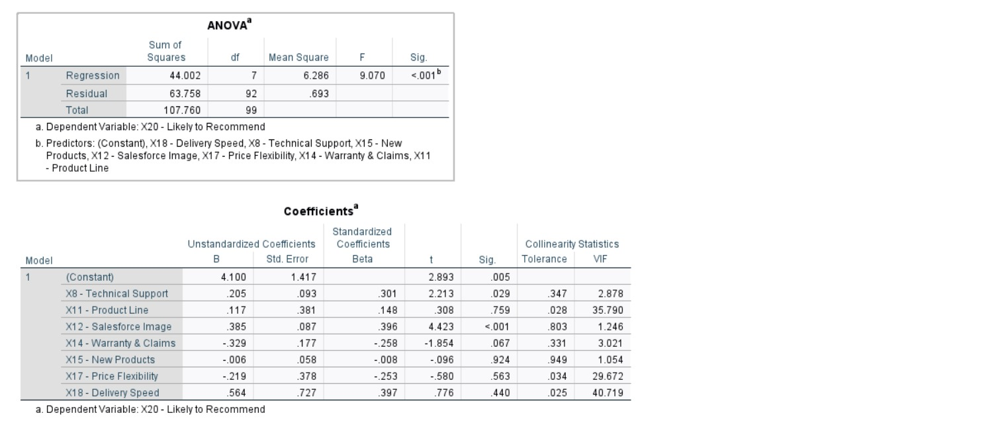 ANOVAa
Sum of
Squares df Mean Square F Sig.
Model
1 Regression 44.002 7 6.286 9.070 <.001b
Residual 63.758 92 .693
Total 107.760 99
a. Dependent Variable: X20 - Likely to Recommend
b. Predictors: (Constant), X18 - Delivery Speed, X8 - Technical Support, X15 - New
Products, X12 - Salesforce Image, X17 - Price Flexibility, X14 - Warranty & Claims, X11
- Product Line
Coefficientsa
Standardized
Unstandardized Coefficients Coefficients Collinearity Statistics
Model B Std. Error Beta t Sig. Tolerance VIF
1 (Constant) 4.100 1.417 2.893 .005
X8 - Technical Support .205 .093 .301 2.213 .029 .347 2.878
X11 - Product Line .117 .381 .148 .308 .759 .028 35.790
X12 - Salesforce Image .385 .087 .396 4.423 <.001 .803 1.246
X14 - Warranty & Claims -.329 .177 -.258 -1.854 .067 .331 3.021
X15 - New Products -.006 .058 -.008 -.096 .924 .949 1.054
X17 - Price Flexibility -.219 .378 -.253 -.580 .563 .034 29.672
X18 - Delivery Speed .564 .727 .397 .776 .440 .025 40.719
a. Dependent Variable: X20 - Likely to Recommend